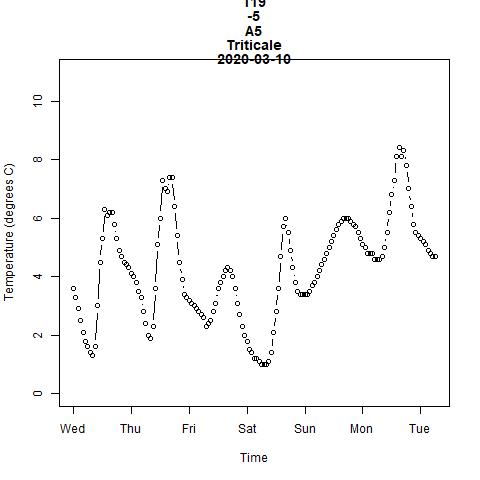 T19
-5
A5
Triticale
2020-03-10
Temperature (degrees C)
10
8
6
4
2
0
Wed Thu Fri Sat Sun Mon Tue
Time